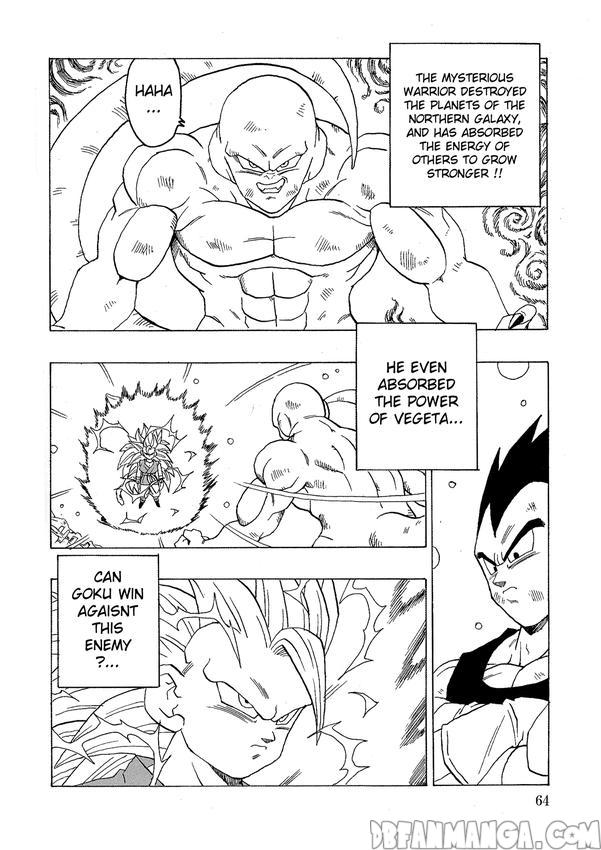 HAHA
...
THE MYSTERIOUS
WARRIOR DESTROYED
THE PLANETS OF THE
NORTHERN GALAXY,
AND HAS ABSORBED
THE ENERGY OF
OTHERS TO GROW
STRONGER !!
HE EVEN
ABSORBED
THE POWER
OF VEGETA...
CAN
GOKU WIN
AGAISNT
THIS
ENEMY
?...
64
DBFANMANGA.COM